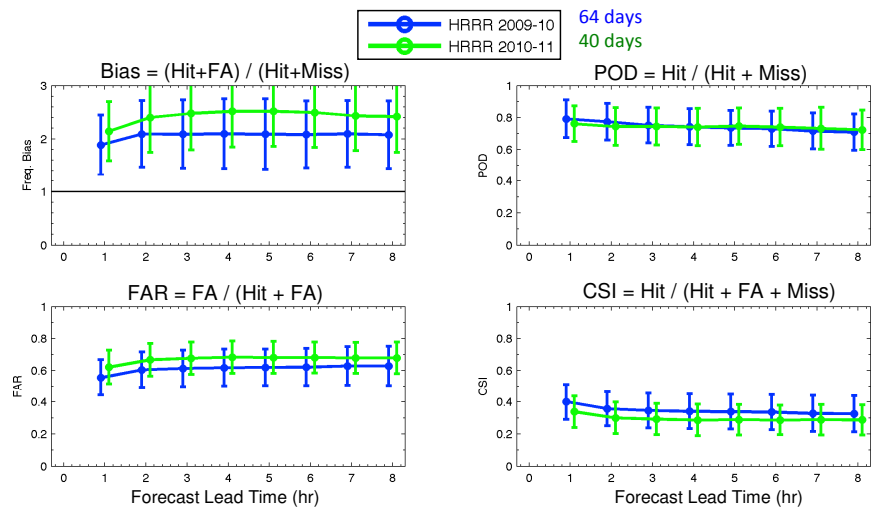 HRRR 2009-10
64 days
HRRR 2010-11
40 days
Bias = (Hit+FA) / (Hit+Miss)
Freq. Bias
3
2
1
0
0 1 2 3 4 5 6 7 8
POD = Hit / (Hit + Miss)
POD
1
0.8
0.6
0.4
0.2
0
0 1 2 3 4 5 6 7 8
FAR = FA / (Hit + FA)
FAR
1
0.8
0.6
0.4
0.2
0
0 1 2 3 4 5 6 7 8
Forecast Lead Time (hr)
CSI = Hit / (Hit + FA + Miss)
CSI
1
0.8
0.6
0.4
0.2
0
0 1 2 3 4 5 6 7 8
Forecast Lead Time (hr)